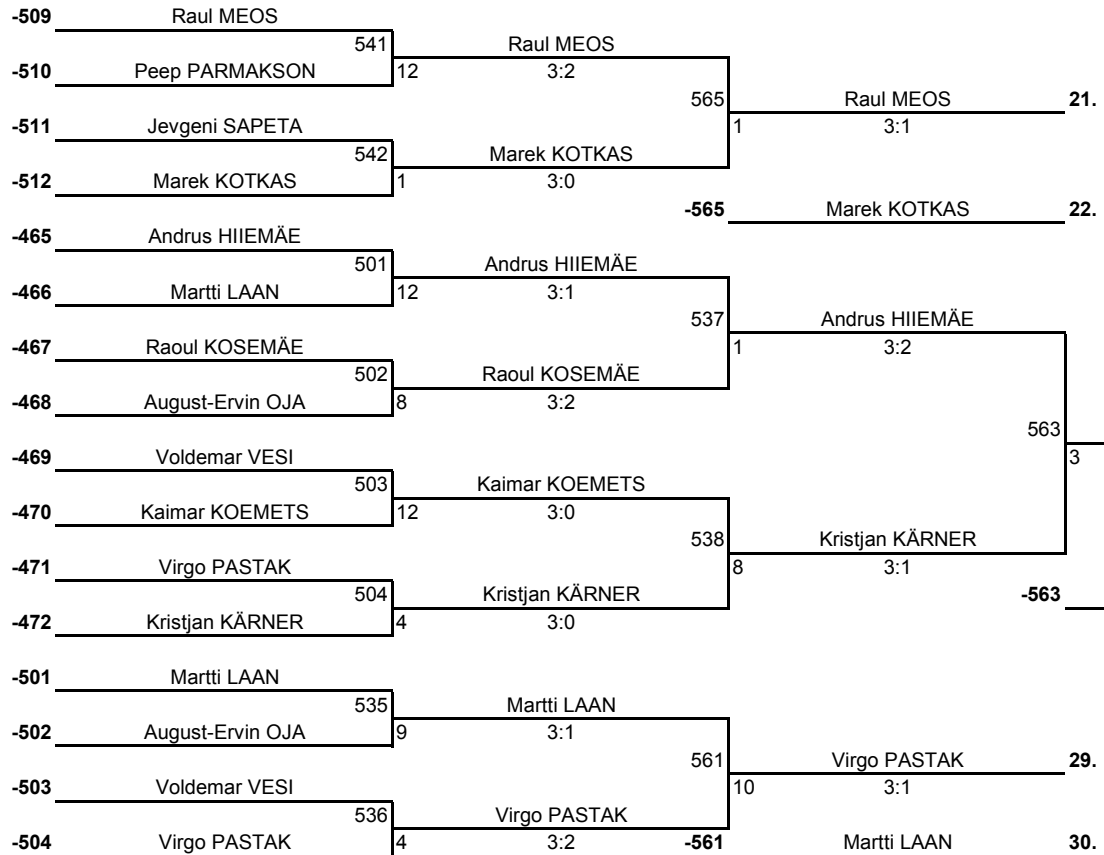 -509 Raul MEOS
541 Raul MEOS
-510 Peep PARMAKSON 12 3:2
565 Raul MEOS 21.
-511 Jevgeni SAPETA 1 3:1
542 Marek KOTKAS
-512 Marek KOTKAS 1 3:0
-565 Marek KOTKAS 22.
-465 Andrus HIIEMÄE
501 Andrus HIIEMÄE
-466 Martti LAAN 12 3:1
537 Andrus HIIEMÄE
-467 Raoul KOSEMÄE 1 3:2
502 Raoul KOSEMÄE
-468 August-Ervin OJA 8 3:2
563
-469 Voldemar VESI 3
503 Kaimar KOEMETS
-470 Kaimar KOEMETS 12 3:0
538 Kristjan KÄRNER
-471 Virgo PASTAK 8 3:1
504 Kristjan KÄRNER -563
-472 Kristjan KÄRNER 4 3:0
-501 Martti LAAN
535 Martti LAAN
-502 August-Ervin OJA 9 3:1
561 Virgo PASTAK 29.
-503 Voldemar VESI 10 3:1
536 Virgo PASTAK
-504 Virgo PASTAK 4 3:2 -561 Martti LAAN 30.